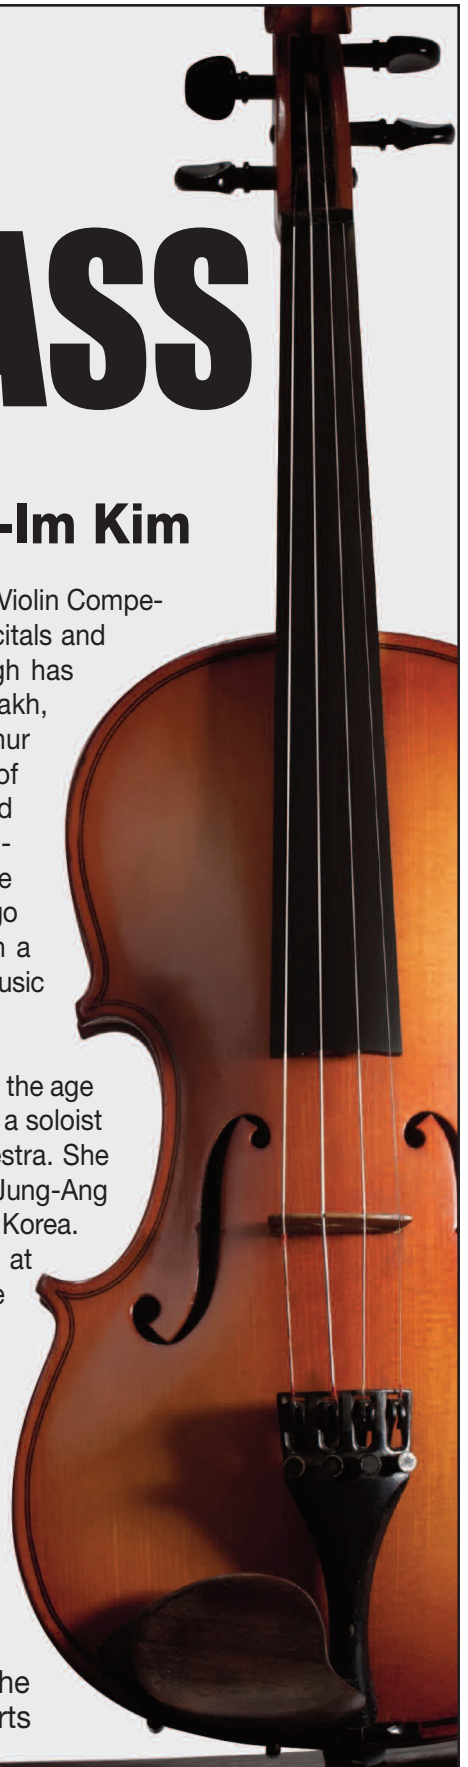 ASS
-Im Kim
Violin Compe-
citals and
gh has
akh,
hur
of
d
-
e
go
n a
usic
the age
a soloist
estra. She
Jung-Ang
Korea.
at
e
he
rts